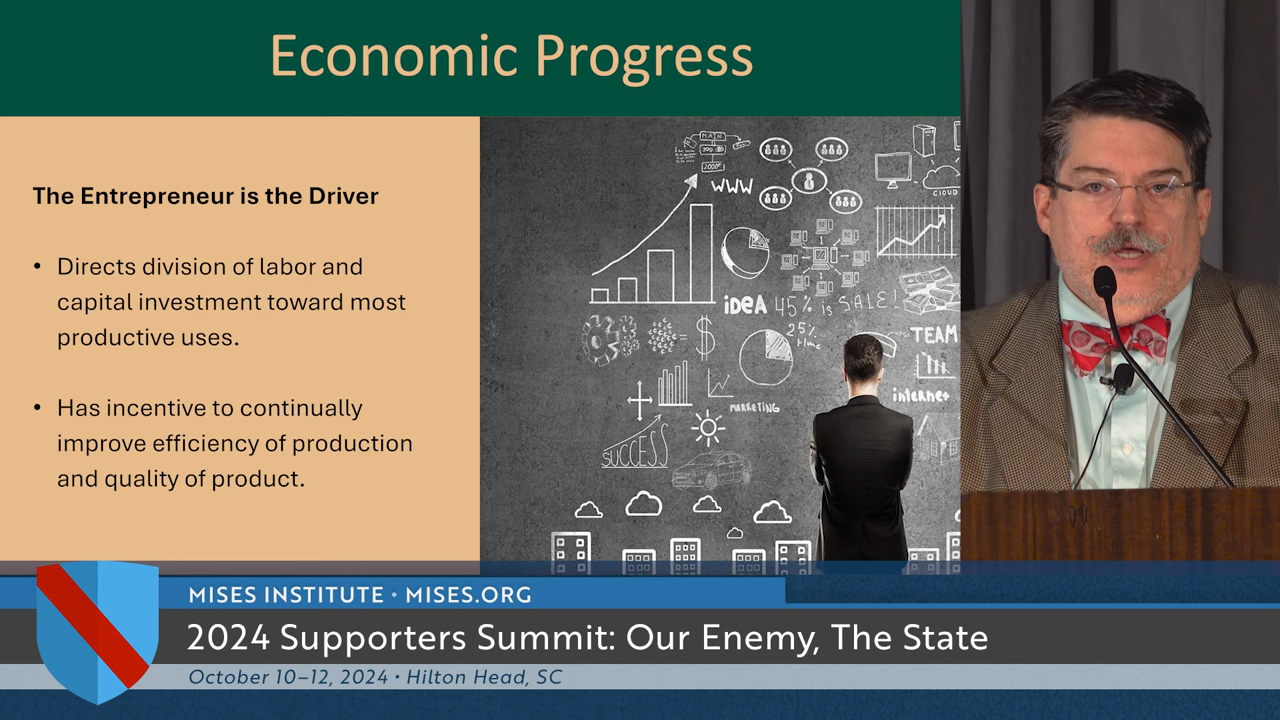 Economic Progress
The Entrepreneur is the Driver
• Directs division of labor and
capital investment toward most
productive uses.
• Has incentive to continually
improve efficiency of production
and quality of product.
MAN
www
CLOUD
iDEA
45% is SALE!
25%
TEAM
internet
MARKETING
SUCCESS
$
MISES INSTITUTE • MISES.ORG
2024 Supporters Summit: Our Enemy, The State
October 10–12, 2024 • Hilton Head, SC